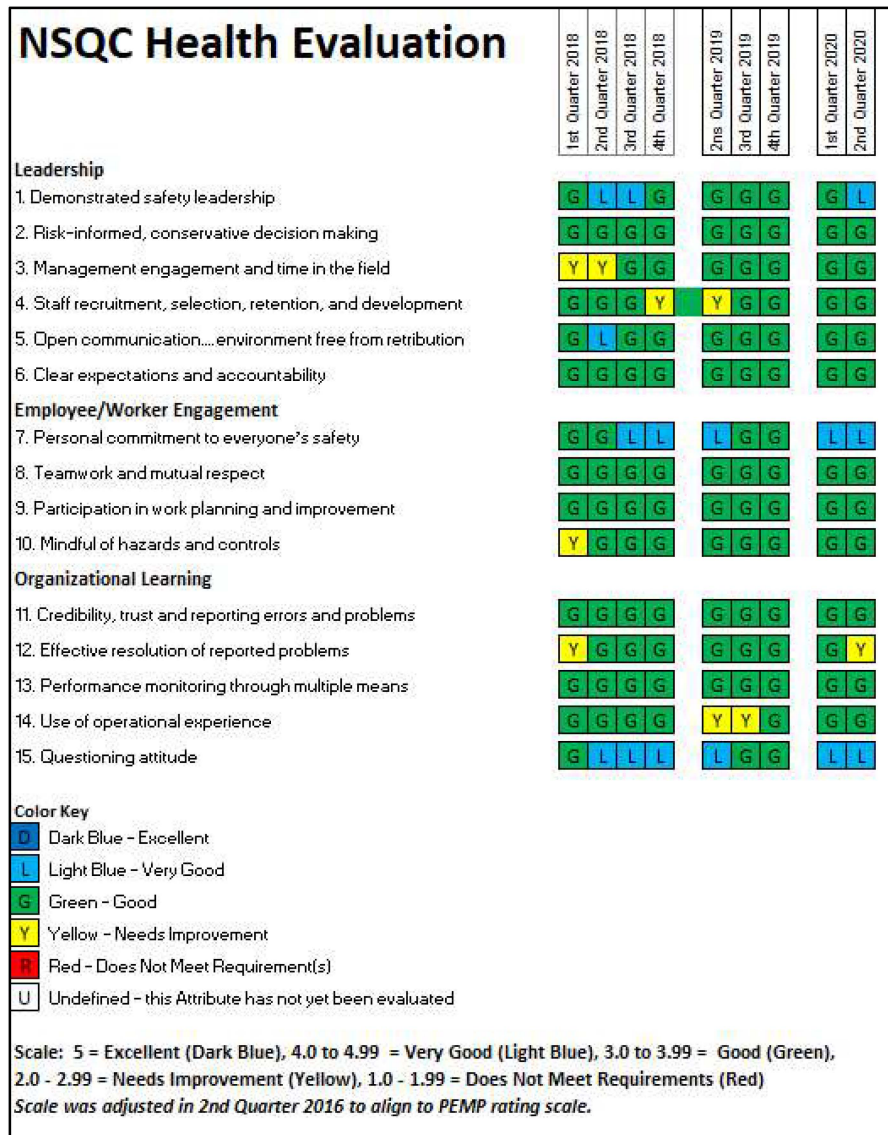 NSQC Health Evaluation
1st Quarter 2018
2nd Quarter 2018
3rd Quarter 2018
4th Quarter 2018
2ns Quarter 2019
3rd Quarter 2019
4th Quarter 2019
1st Quarter 2020
2nd Quarter 2020
Leadership
1. Demonstrated safety leadership G L L G G G G G L
2. Risk-informed, conservative decision making G G G G G G G G G
3. Management engagement and time in the field Y Y G G G G G G G
4. Staff recruitment, selection, retention, and development G G G Y Y G G G G
5. Open communication....environment free from retribution G L G G G G G G G
6. Clear expectations and accountability G G G G G G G G G
Employee/Worker Engagement
7. Personal commitment to everyone's safety G G L L L G G L L
8. Teamwork and mutual respect G G G G G G G G G
9. Participation in work planning and improvement G G G G G G G G G
10. Mindful of hazards and controls Y G G G G G G G G
Organizational Learning
11. Credibility, trust and reporting errors and problems G G G G G G G G G
12. Effective resolution of reported problems Y G G G G G G G Y
13. Performance monitoring through multiple means G G G G G G G G G
14. Use of operational experience G G G G Y Y G G G
15. Questioning attitude G L L L L G G L L
Color Key
D Dark Blue - Excellent
L Light Blue - Very Good
G Green - Good
Y Yellow - Needs Improvement
R Red - Does Not Meet Requirement(s)
U Undefined - this Attribute has not yet been evaluated
Scale: 5 = Excellent (Dark Blue), 4.0 to 4.99 = Very Good (Light Blue), 3.0 to 3.99 = Good (Green),
2.0 - 2.99 = Needs Improvement (Yellow), 1.0 - 1.99 = Does Not Meet Requirements (Red)
Scale was adjusted in 2nd Quarter 2016 to align to PEMP rating scale.